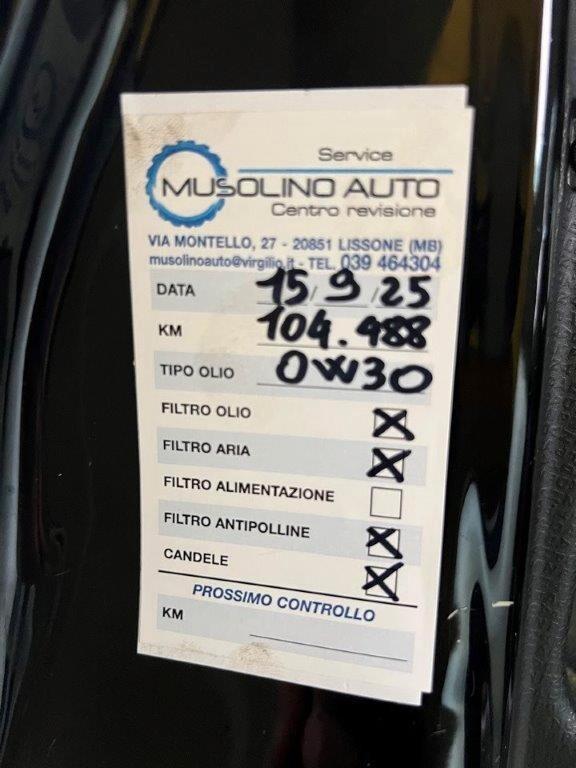 Service
MUSOLINO AUTO
Centro revisione
VIA MONTELLO, 27 - 20851 LISSONE (MB)
musolinoauto@virgilio.it - TEL. 039 464304
DATA 15/9/25
KM 104.488
TIPO OLIO 0W30
FILTRO OLIO X
FILTRO ARIA X
FILTRO ALIMENTAZIONE
FILTRO ANTIPOLLINE X
CANDELE X
PROSSIMO CONTROLLO
KM